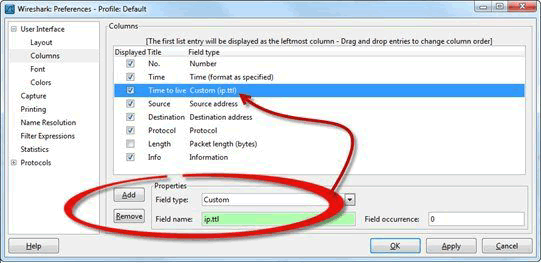 Wireshark: Preferences - Profile: Default
User Interface
Layout
Columns
Font
Colors
Capture
Printing
Name Resolution
Filter Expressions
Statistics
Protocols
Columns
[The first list entry will be displayed as the leftmost column - Drag and drop entries to change column order]
Displayed Title Field type
No. Number
Time Time (format as specified)
Time to live Custom (ip.ttl)
Source Source address
Destination Destination address
Protocol Protocol
Length Packet length (bytes)
Info Information
Add
Remove
Properties
Field type: Custom
Field name: ip.ttl Field occurrence: 0
Help OK Apply Cancel